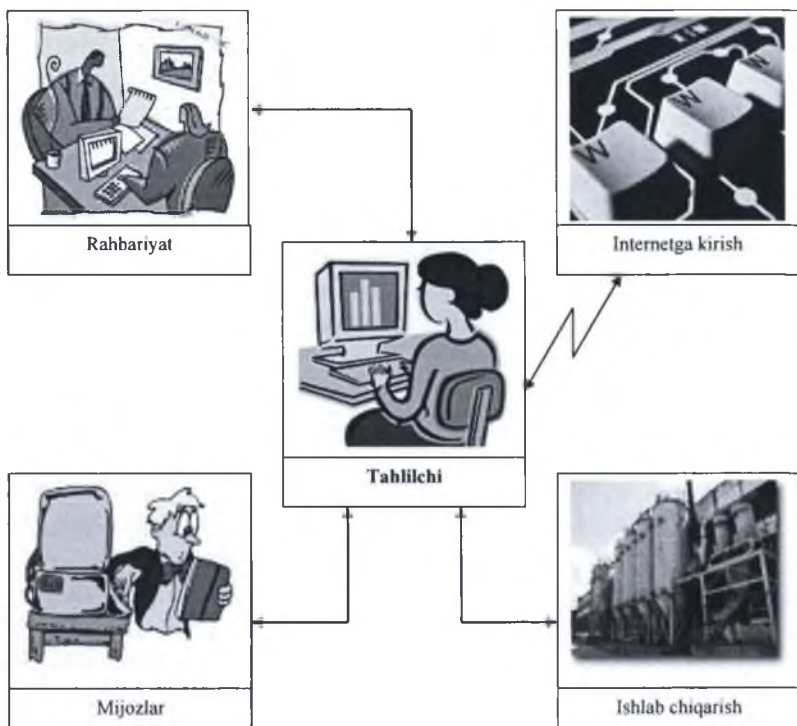 Rahbariyat
Internetga kirish
W
W
W
Tahlilchi
Mijozlar
Ishlab chiqarish